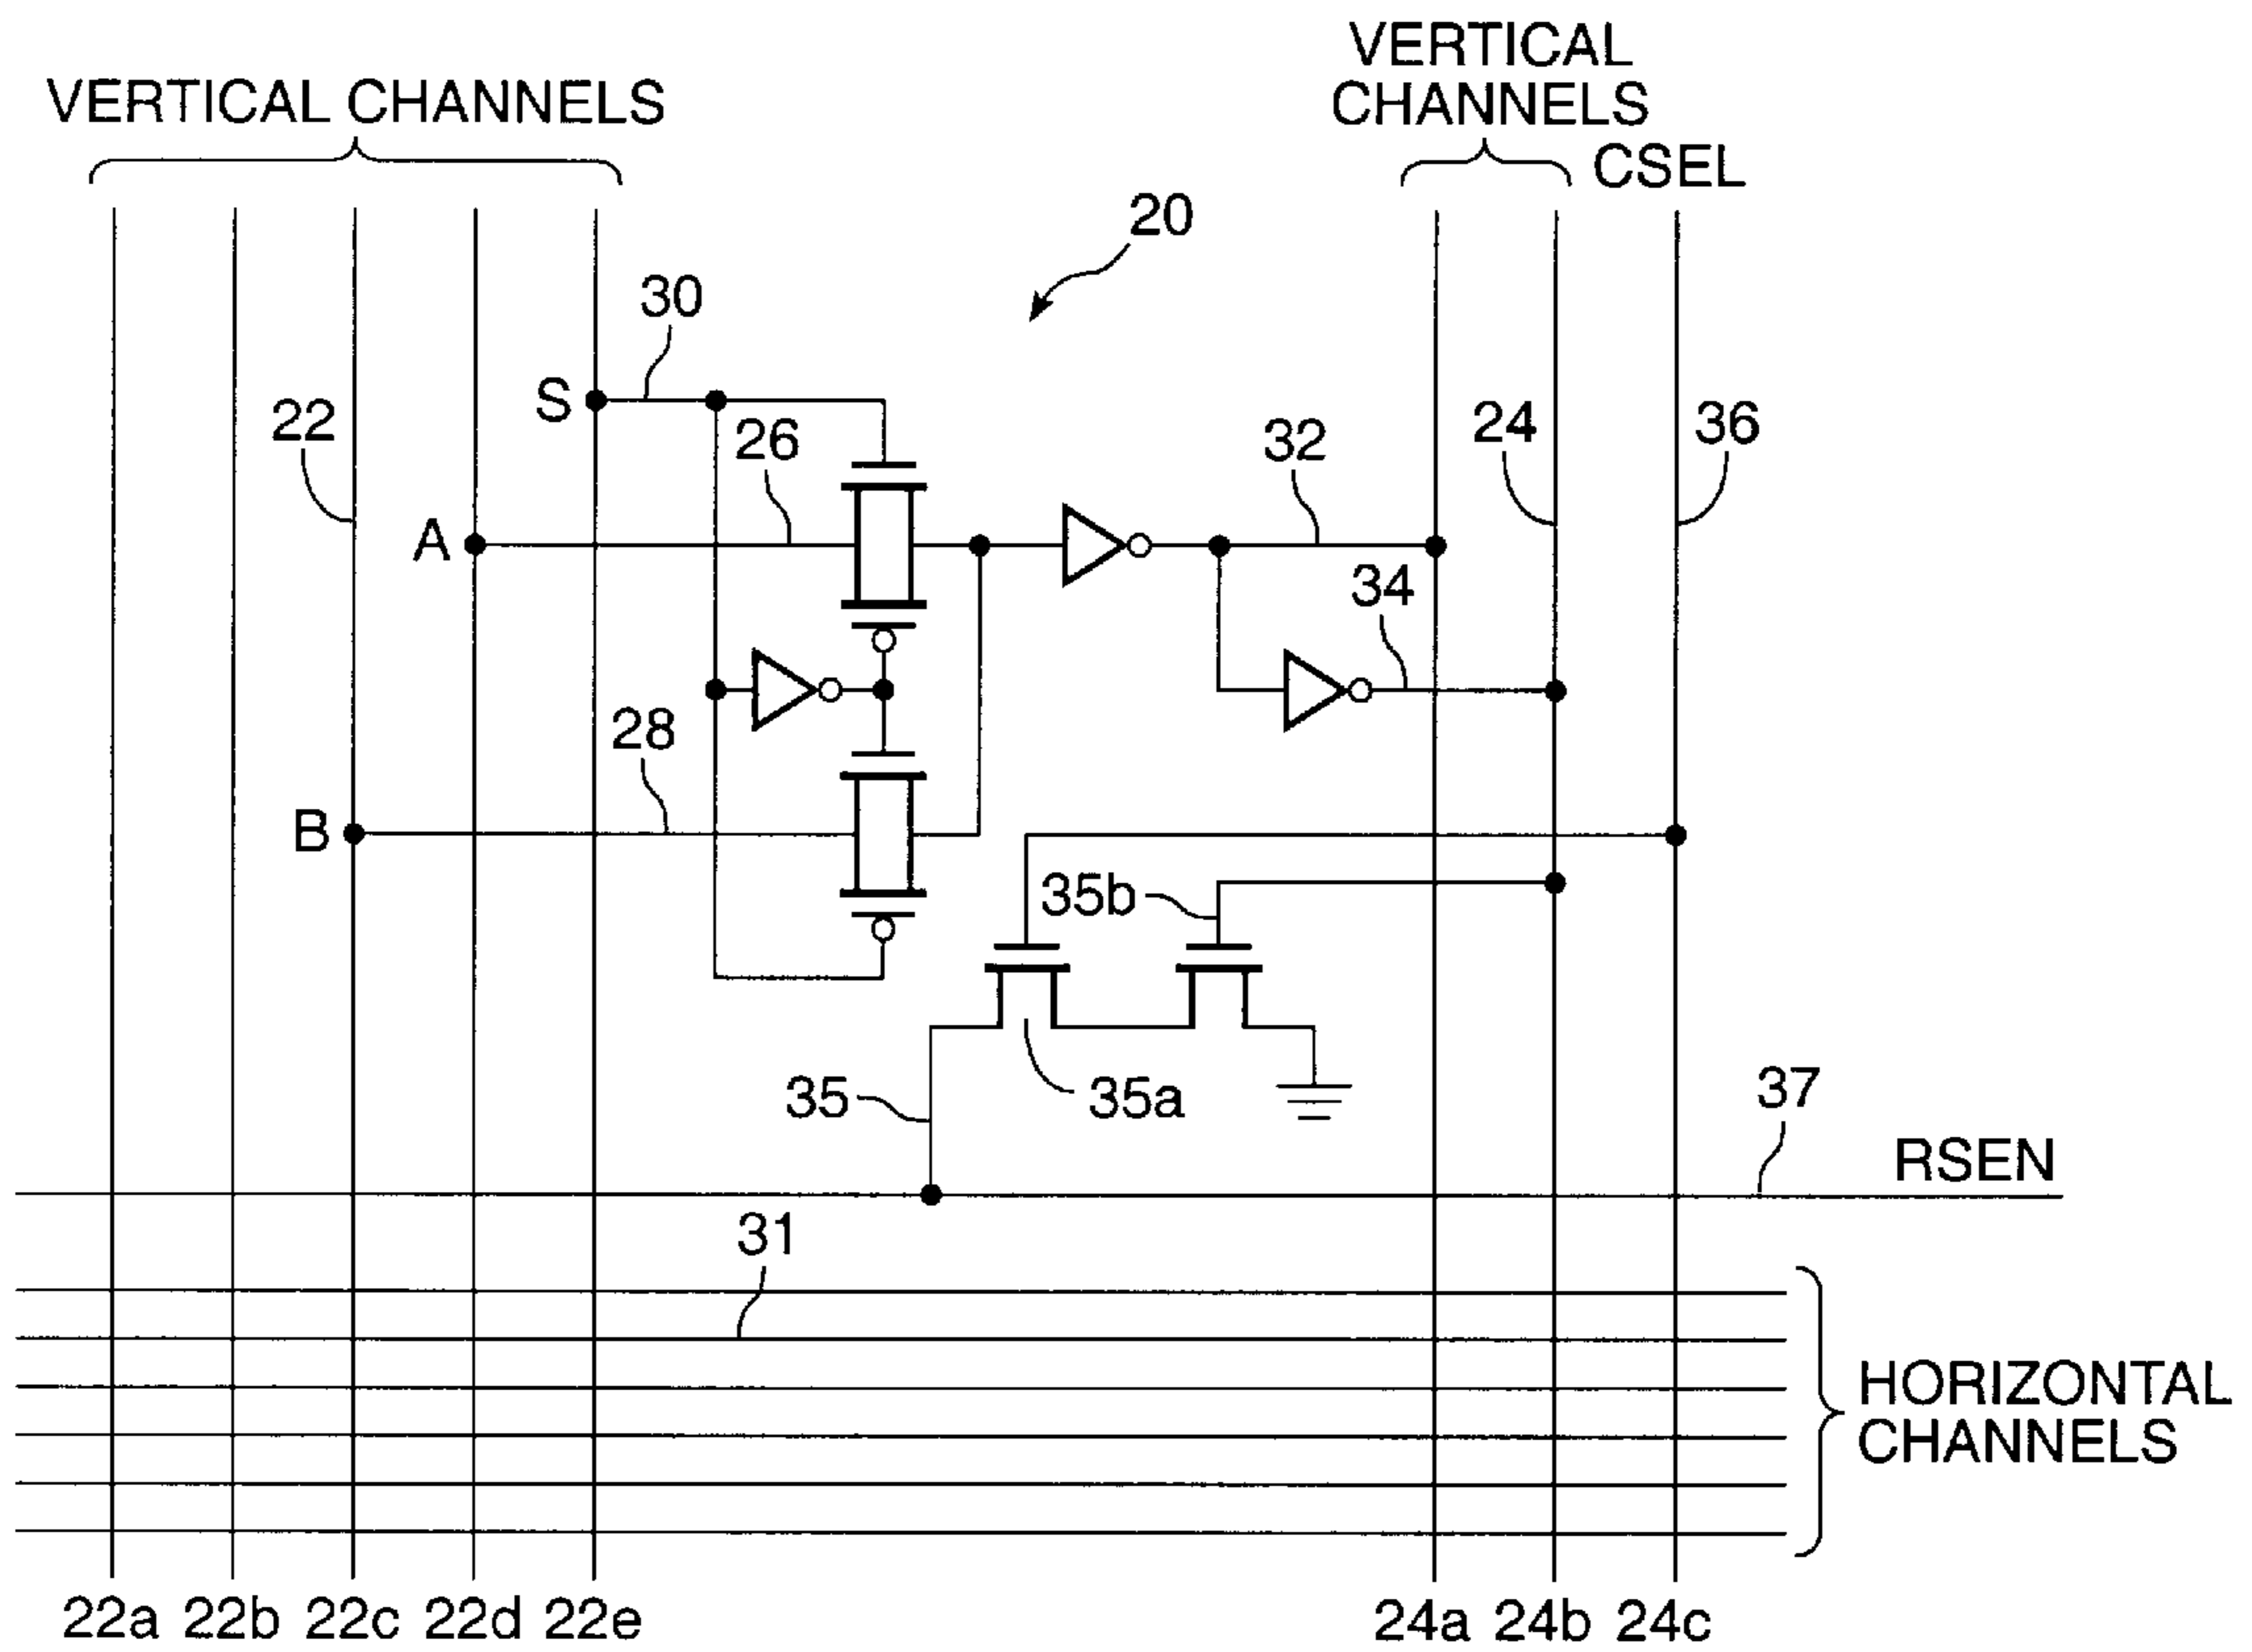 VERTICAL CHANNELS
VERTICAL
CHANNELS
CSEL
20
30
S
22
26
32
24
36
A
34
28
B
35b
35
35a
37
RSEN
31
HORIZONTAL
CHANNELS
22a 22b 22c 22d 22e
24a 24b 24c